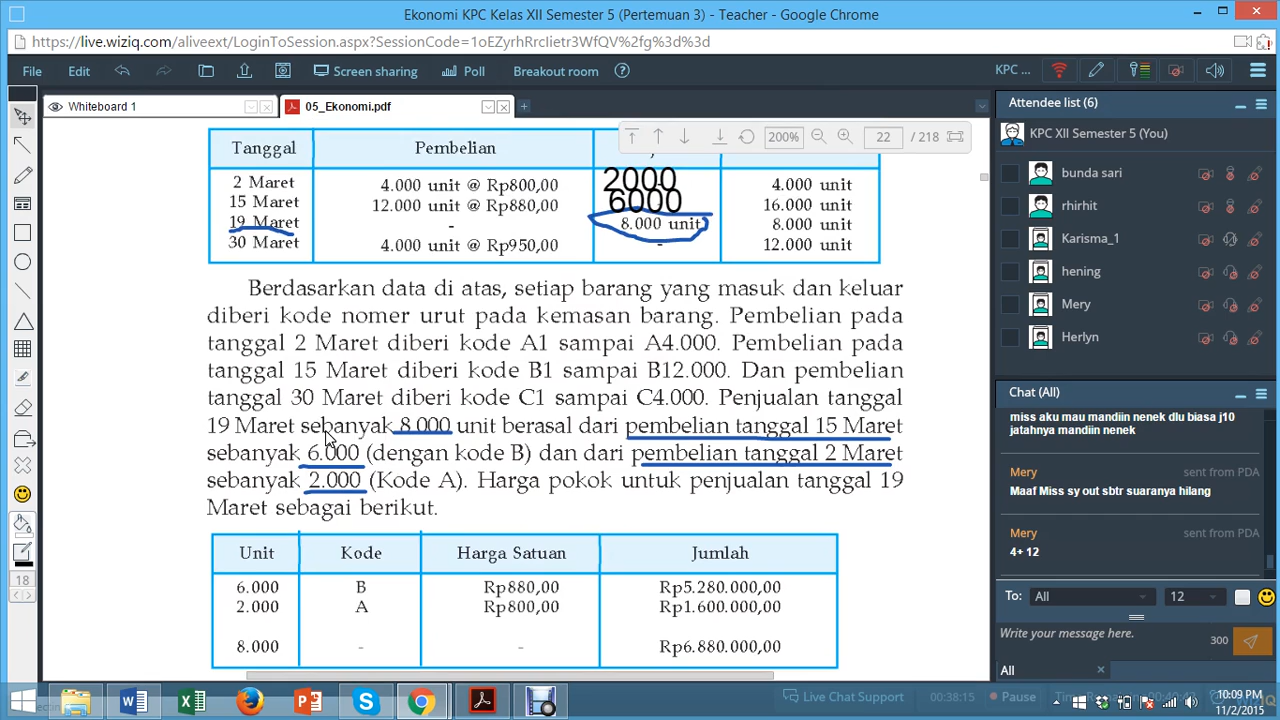 Ekonomi KPC Kelas XII Semester 5 (Pertemuan 3) - Teacher - Google Chrome
https://live.wiziq.com/aliveext/LoginToSession.aspx?SessionCode=1oEZyrhRrcIietr3WfQV%2fg%3d%3d
File Edit Screen sharing Poll Breakout room KPC ...
Whiteboard 1 05_Ekonomi.pdf
200% 22 / 218
Tanggal Pembelian
2 Maret 4.000 unit @ Rp800,00 2000 4.000 unit
15 Maret 12.000 unit @ Rp880,00 6000 16.000 unit
19 Maret - 8.000 unit 8.000 unit
30 Maret 4.000 unit @ Rp950,00 - 12.000 unit
Berdasarkan data di atas, setiap barang yang masuk dan keluar
diberi kode nomer urut pada kemasan barang. Pembelian pada
tanggal 2 Maret diberi kode A1 sampai A4.000. Pembelian pada
tanggal 15 Maret diberi kode B1 sampai B12.000. Dan pembelian
tanggal 30 Maret diberi kode C1 sampai C4.000. Penjualan tanggal
19 Maret sebanyak 8.000 unit berasal dari pembelian tanggal 15 Maret
sebanyak 6.000 (dengan kode B) dan dari pembelian tanggal 2 Maret
sebanyak 2.000 (Kode A). Harga pokok untuk penjualan tanggal 19
Maret sebagai berikut.
Unit Kode Harga Satuan Jumlah
6.000 B Rp880,00 Rp5.280.000,00
2.000 A Rp800,00 Rp1.600.000,00
8.000 - - Rp6.880.000,00
18
Attendee list (6)
KPC XII Semester 5 (You)
bunda sari
rhirhit
Karisma_1
hening
Mery
Herlyn
Chat (All)
miss aku mau mandiin nenek dlu biasa j10
jatahnya mandiin nenek
Mery sent from PDA
Maaf Miss sy out sbtr suaranya hilang
Mery sent from PDA
4+ 12
To: All 12
Write your message here. 300
All
Live Chat Support 00:38:15 Pause
10:09 PM
11/2/2015